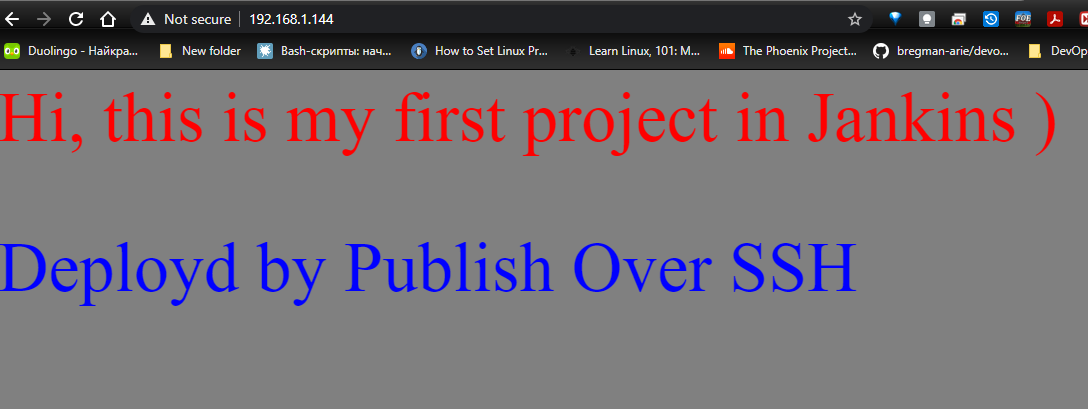 Not secure
192.168.1.144
FOE
Duolingo - Найкра...
New folder
Bash-скрипты: нач...
How to Set Linux Pr...
Learn Linux, 101: M...
The Phoenix Project...
bregman-arie/devo...
DevOp
Hi, this is my first project in Jankins )
Deployd by Publish Over SSH